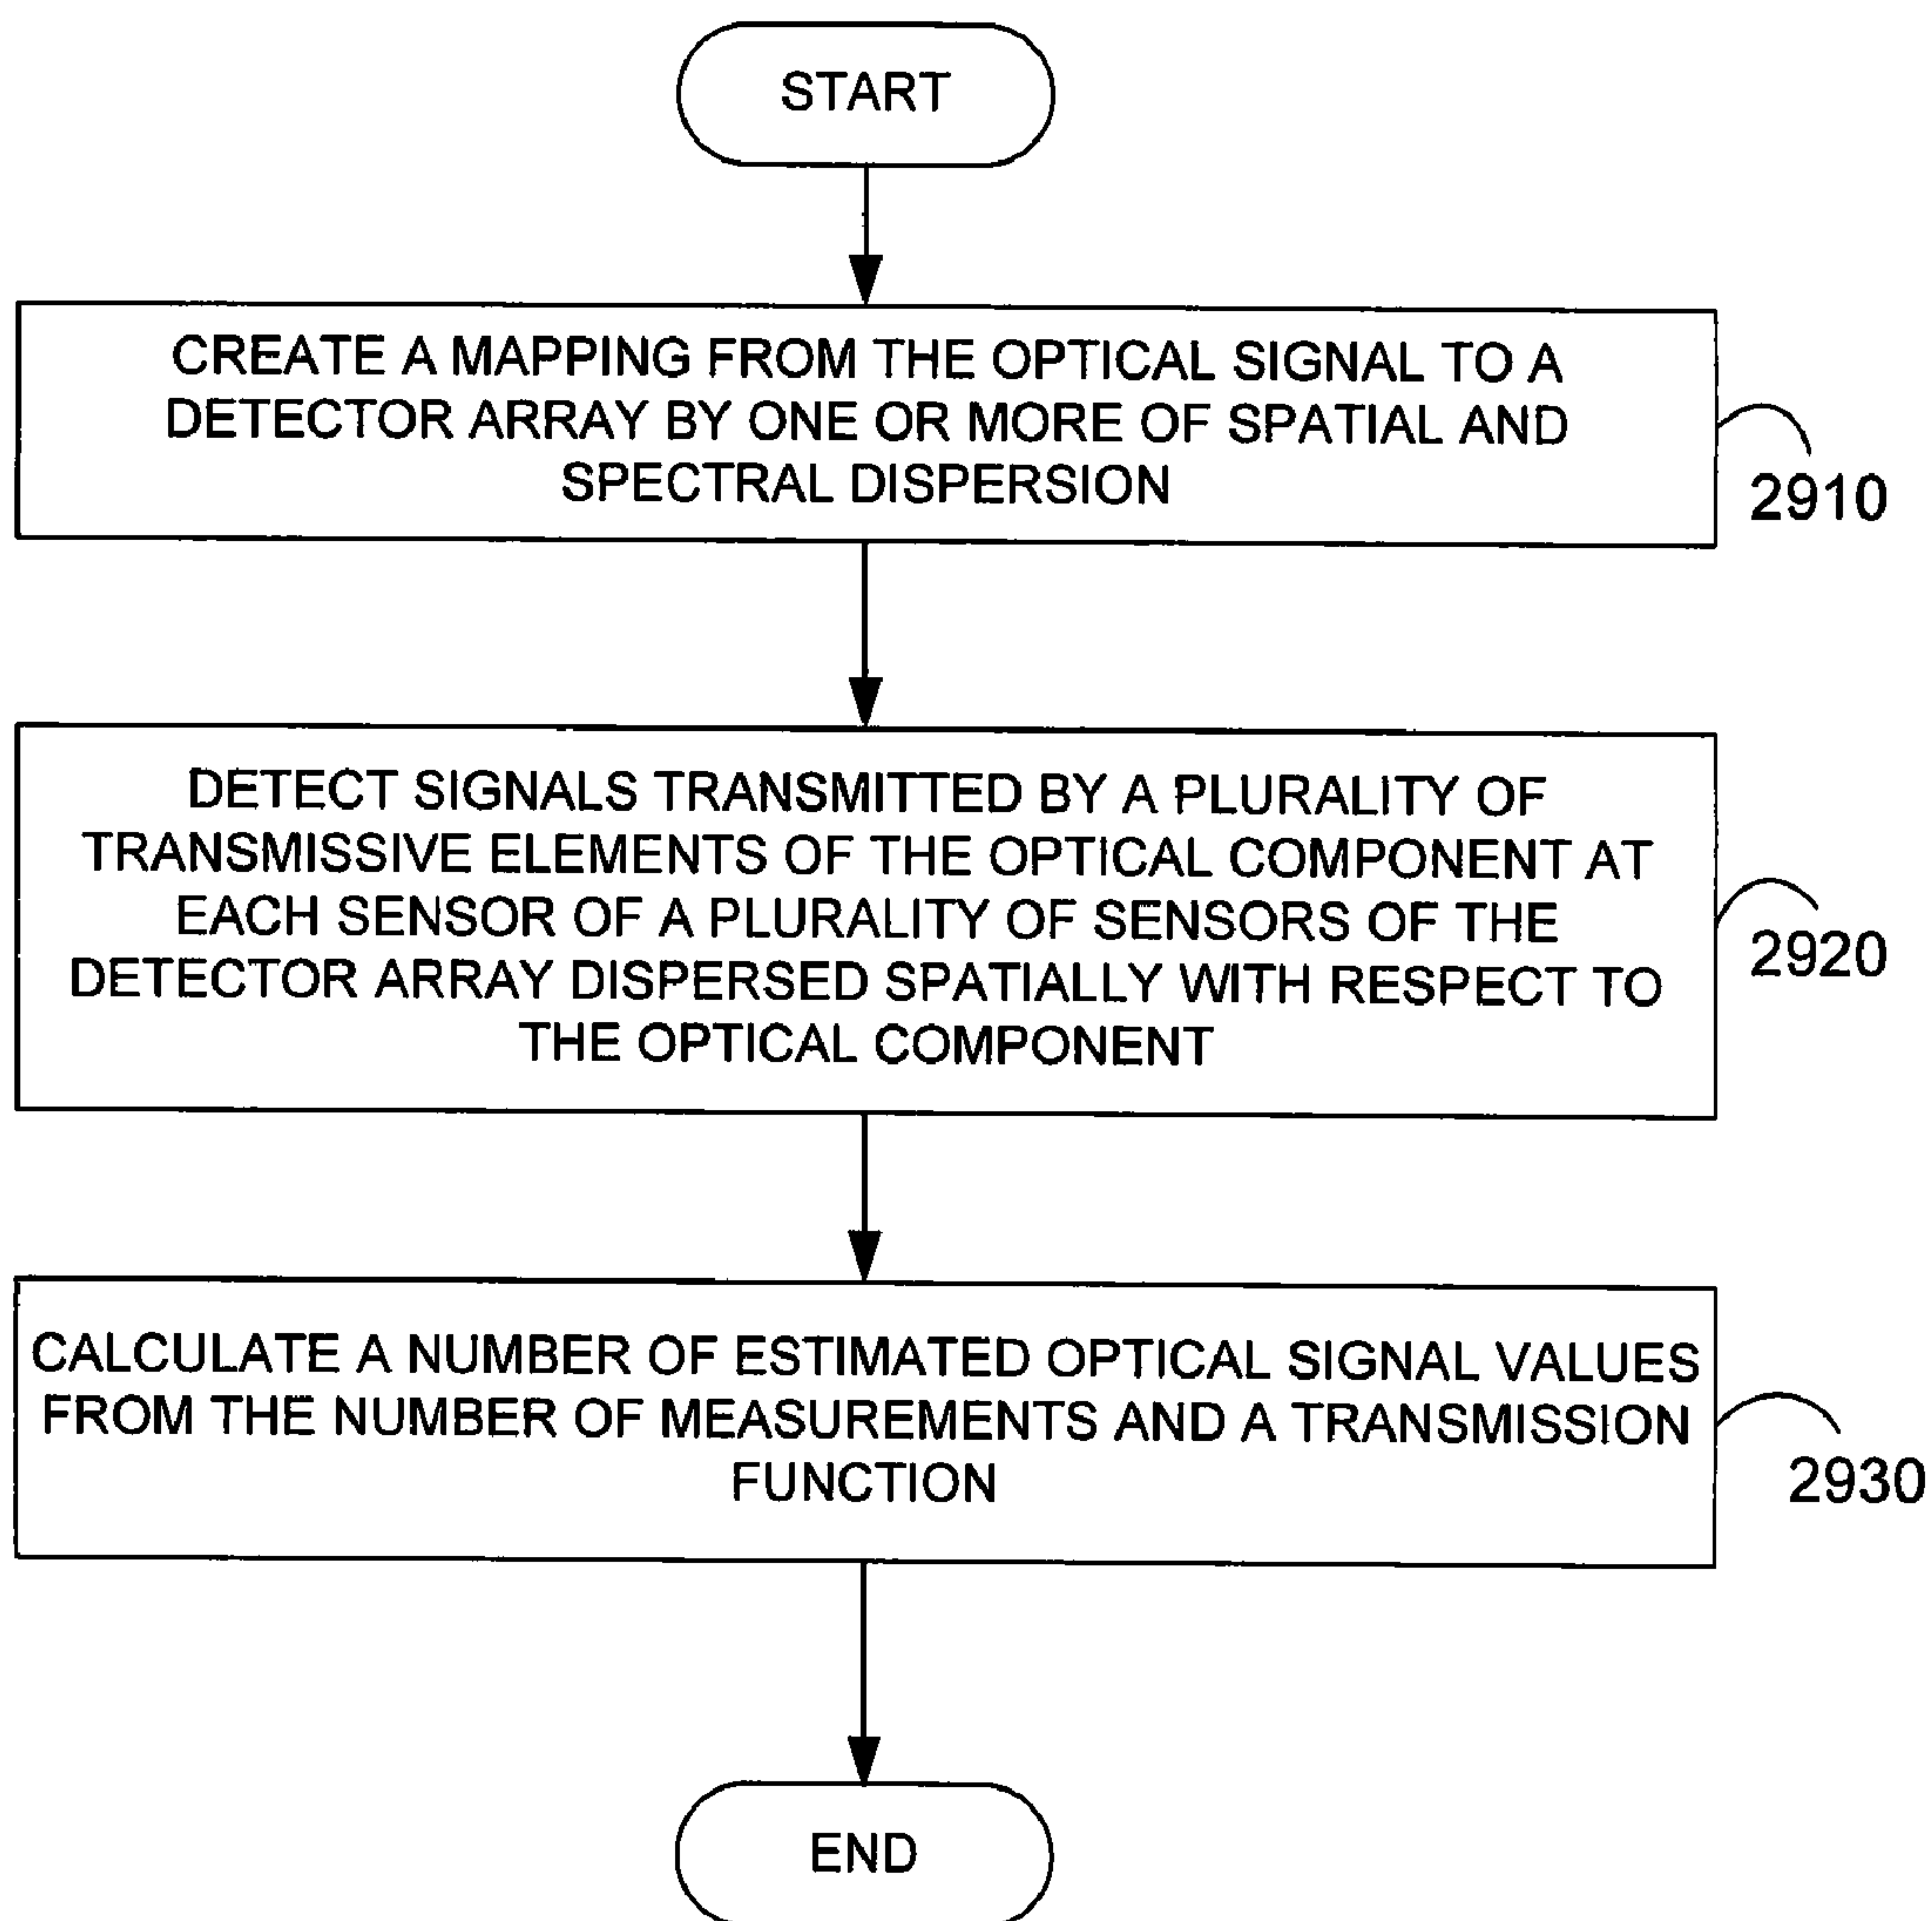 START
CREATE A MAPPING FROM THE OPTICAL SIGNAL TO A
DETECTOR ARRAY BY ONE OR MORE OF SPATIAL AND
SPECTRAL DISPERSION
2910
DETECT SIGNALS TRANSMITTED BY A PLURALITY OF
TRANSMISSIVE ELEMENTS OF THE OPTICAL COMPONENT AT
EACH SENSOR OF A PLURALITY OF SENSORS OF THE
DETECTOR ARRAY DISPERSED SPATIALLY WITH RESPECT TO
THE OPTICAL COMPONENT
2920
CALCULATE A NUMBER OF ESTIMATED OPTICAL SIGNAL VALUES
FROM THE NUMBER OF MEASUREMENTS AND A TRANSMISSION
FUNCTION
2930
END